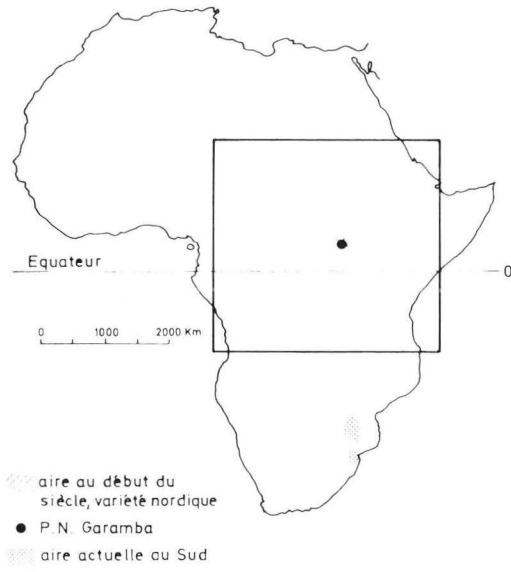 Equateur
0
0 1000 2000 Km
aire au début du
siècle, variété nordique
P.N. Garamba
aire actuelle au Sud